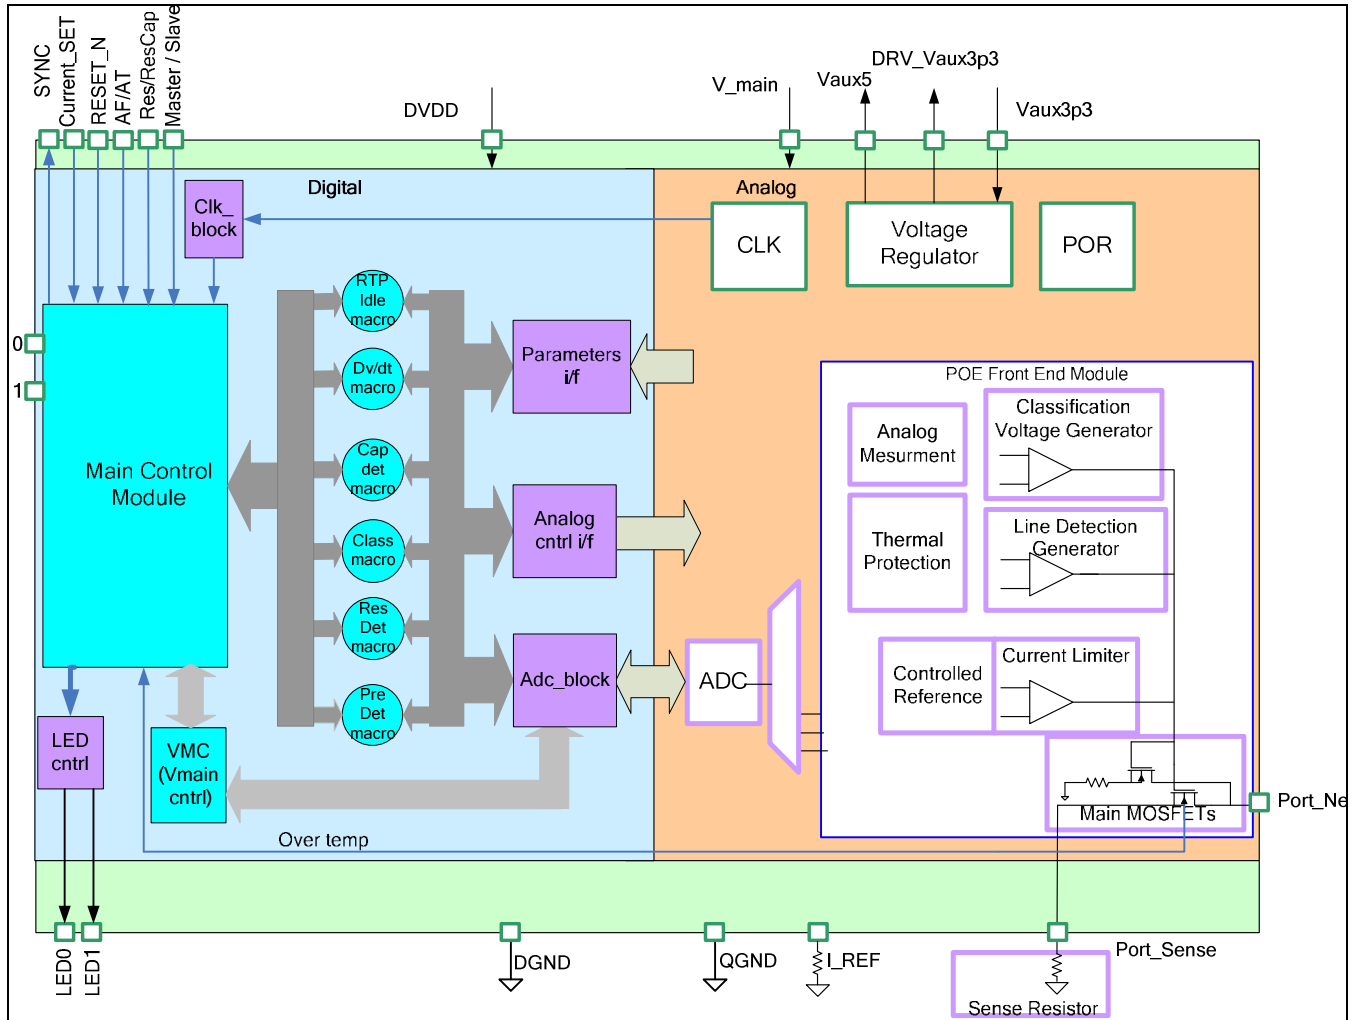 SYNC
Current_SET
RESET_N
AF/AT
Res/ResCap
Master / Slave
DVDD
V_main
Vaux5
DRV_Vaux3p3
Vaux3p3
Digital
Analog
Clk_
block
CLK
Voltage
Regulator
POR
0
1
Main Control
Module
RTP
Idle
macro
Dv/dt
macro
Cap
det
macro
Class
macro
Res
Det
macro
Pre
Det
macro
Parameters
i/f
Analog
cntrl i/f
Adc_block
ADC
POE Front End Module
Analog
Mesurment
Classification
Voltage Generator
Thermal
Protection
Line Detection
Generator
Controlled
Reference
Current Limiter
Main MOSFETs
Port_Ne
LED
cntrl
VMC
(Vmain
cntrl)
Over temp
LED0
LED1
DGND
QGND
I_REF
Port_Sense
Sense Resistor